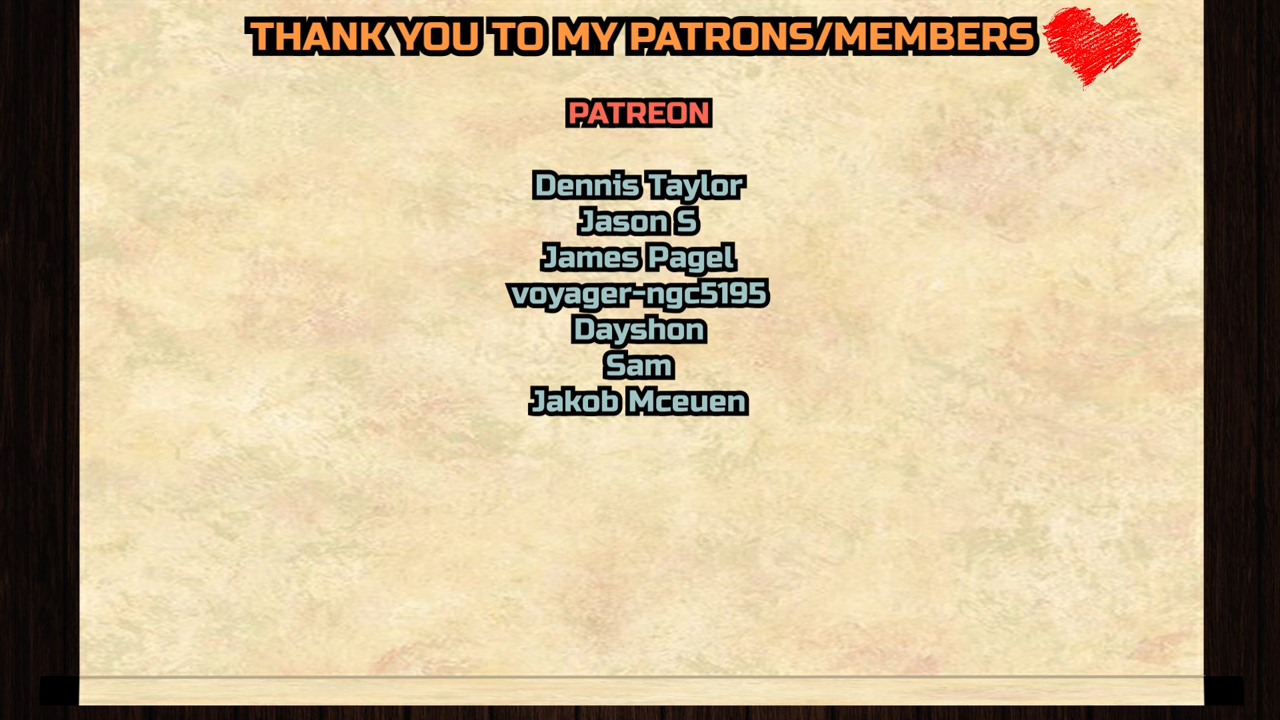 THANK YOU TO MY PATRONS/MEMBERS
PATREON
Dennis Taylor
Jason S
James Pagel
voyager-ngc5195
Dayshon
Sam
Jakob Mceuen